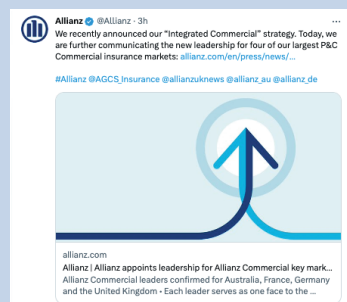 Allianz @Allianz · 3h ...
We recently announced our “Integrated Commercial” strategy. Today, we
are further communicating the new leadership for four of our largest P&C
Commercial insurance markets: allianz.com/en/press/news/...
#Allianz @AGCS_Insurance @allianzuknews @allianz_au @allianz_de
allianz.com
Allianz | Allianz appoints leadership for Allianz Commercial key mark...
Allianz Commercial leaders confirmed for Australia, France, Germany
and the United Kingdom • Each leader serves as one face to the ...